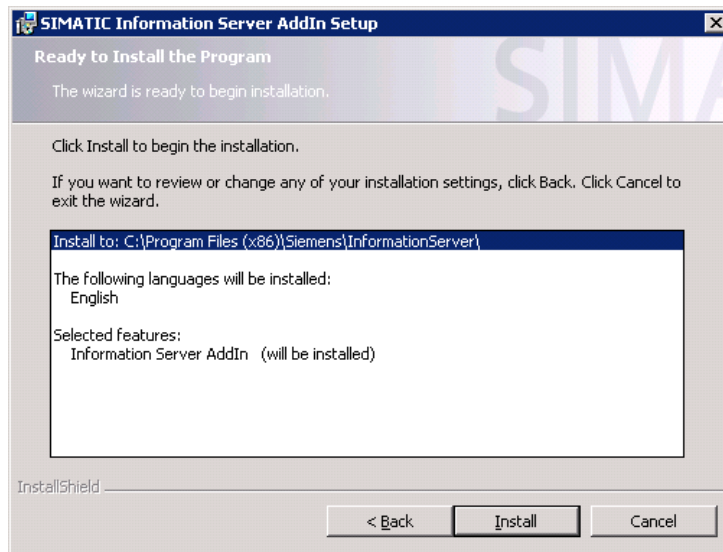 SIMATIC Information Server AddIn Setup
Ready to Install the Program
The wizard is ready to begin installation.
SIMA
Click Install to begin the installation.
If you want to review or change any of your installation settings, click Back. Click Cancel to
exit the wizard.
Install to: C:\Program Files (x86)\Siemens\InformationServer\
The following languages will be installed:
English
Selected features:
Information Server AddIn (will be installed)
InstallShield
< Back
Install
Cancel